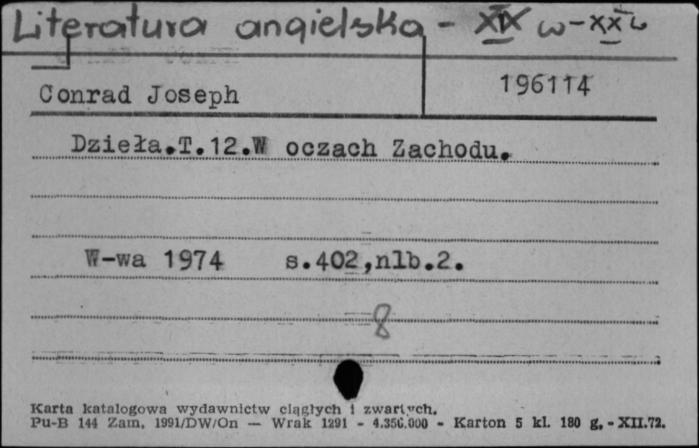 Literatura angielska - XIX w - XX w
Conrad Joseph
196114
Dzieła.T.12.W oczach Zachodu.
W-wa 1974 s.402,nlb.2.
8
Karta katalogowa wydawnictw ciągłych i zwartych.
Pu-B 144 Zam. 1991/DW/On — Wrak 1291 - 4.350.000 - Karton 5 kl. 180 g. - XII.72.